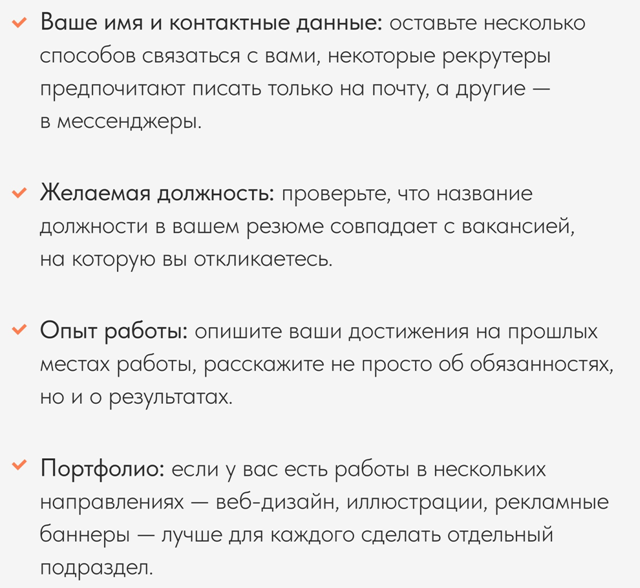 Ваше имя и контактные данные: оставьте несколько
способов связаться с вами, некоторые рекрутеры
предпочитают писать только на почту, а другие —
в мессенджеры.
Желаемая должность: проверьте, что название
должности в вашем резюме совпадает с вакансией,
на которую вы откликаетесь.
Опыт работы: опишите ваши достижения на прошлых
местах работы, расскажите не просто об обязанностях,
но и о результатах.
Портфолио: если у вас есть работы в нескольких
направлениях — веб-дизайн, иллюстрации, рекламные
баннеры — лучше для каждого сделать отдельный
подраздел.